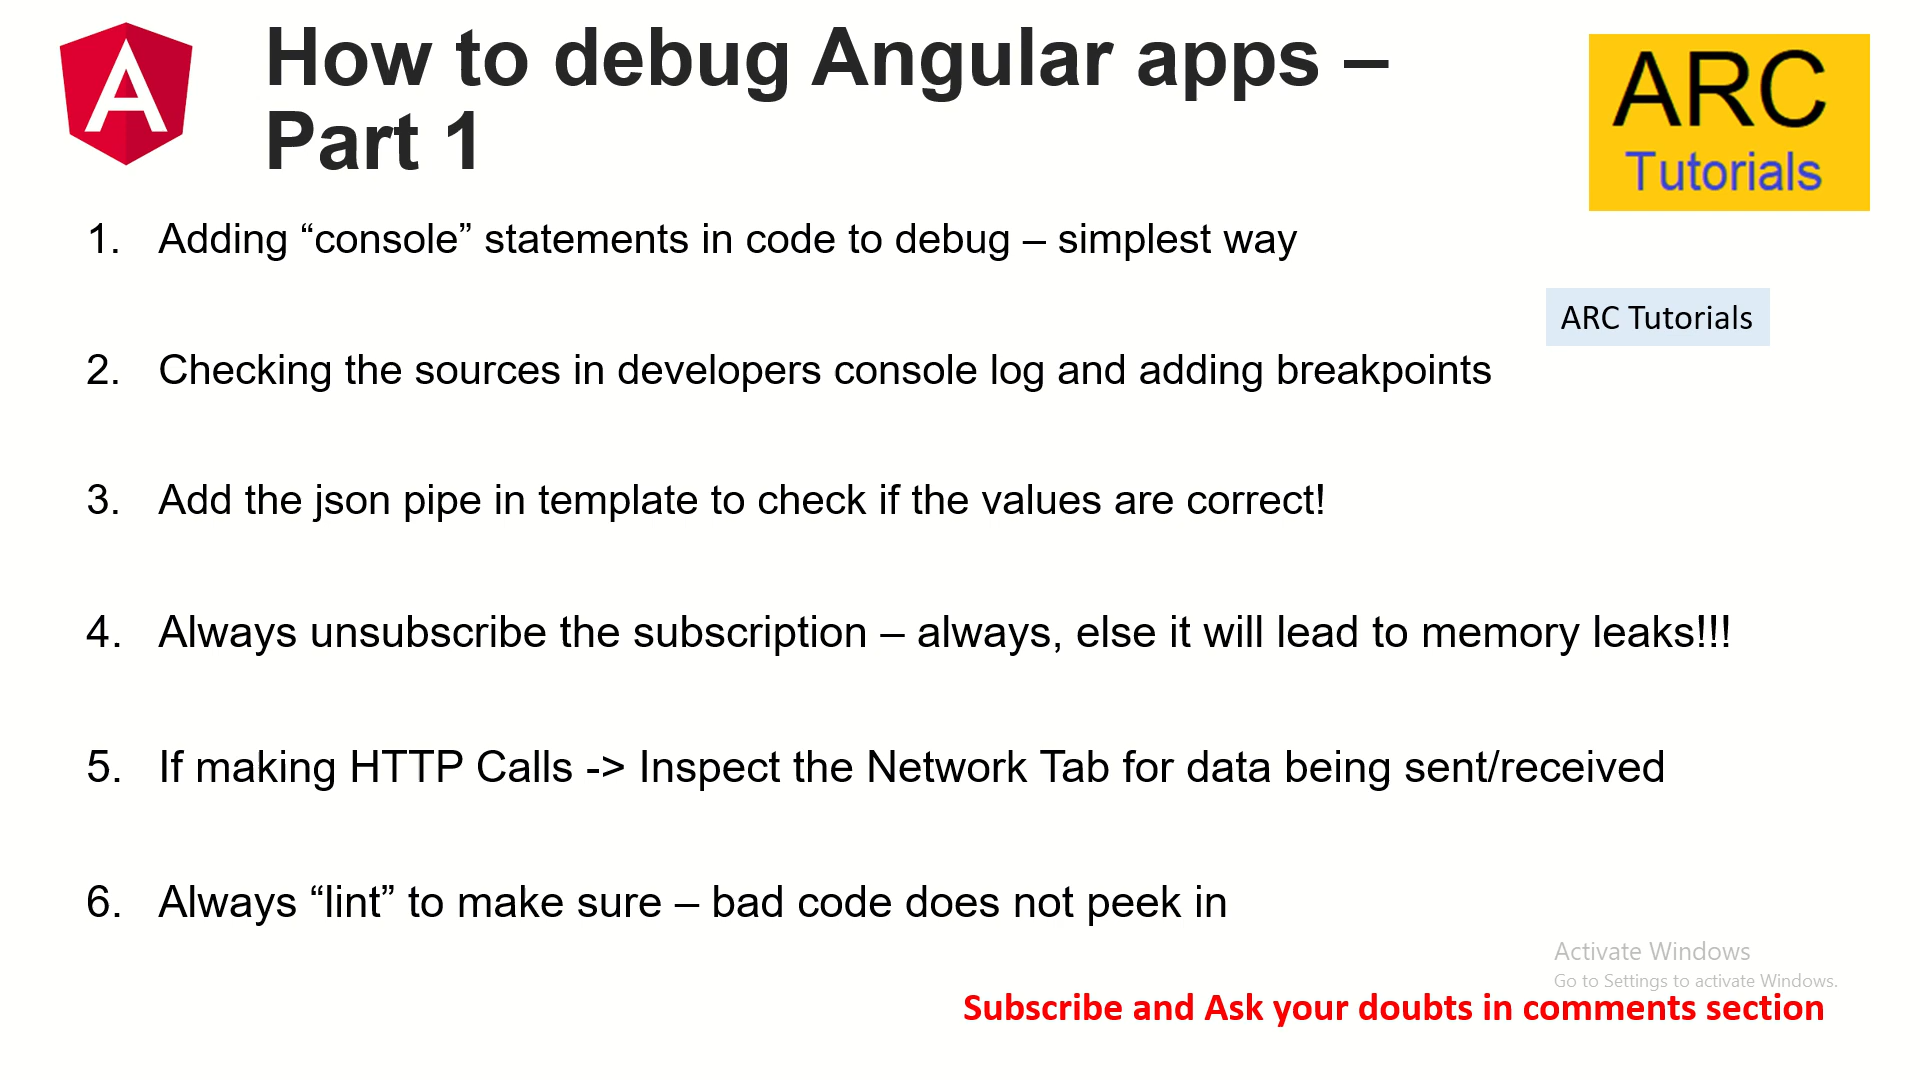 How to debug Angular apps –
Part 1
ARC
Tutorials
1. Adding “console” statements in code to debug – simplest way
ARC Tutorials
2. Checking the sources in developers console log and adding breakpoints
3. Add the json pipe in template to check if the values are correct!
4. Always unsubscribe the subscription – always, else it will lead to memory leaks!!!
5. If making HTTP Calls -> Inspect the Network Tab for data being sent/received
6. Always “lint” to make sure – bad code does not peek in
Activate Windows
Go to Settings to activate Windows.
Subscribe and Ask your doubts in comments section